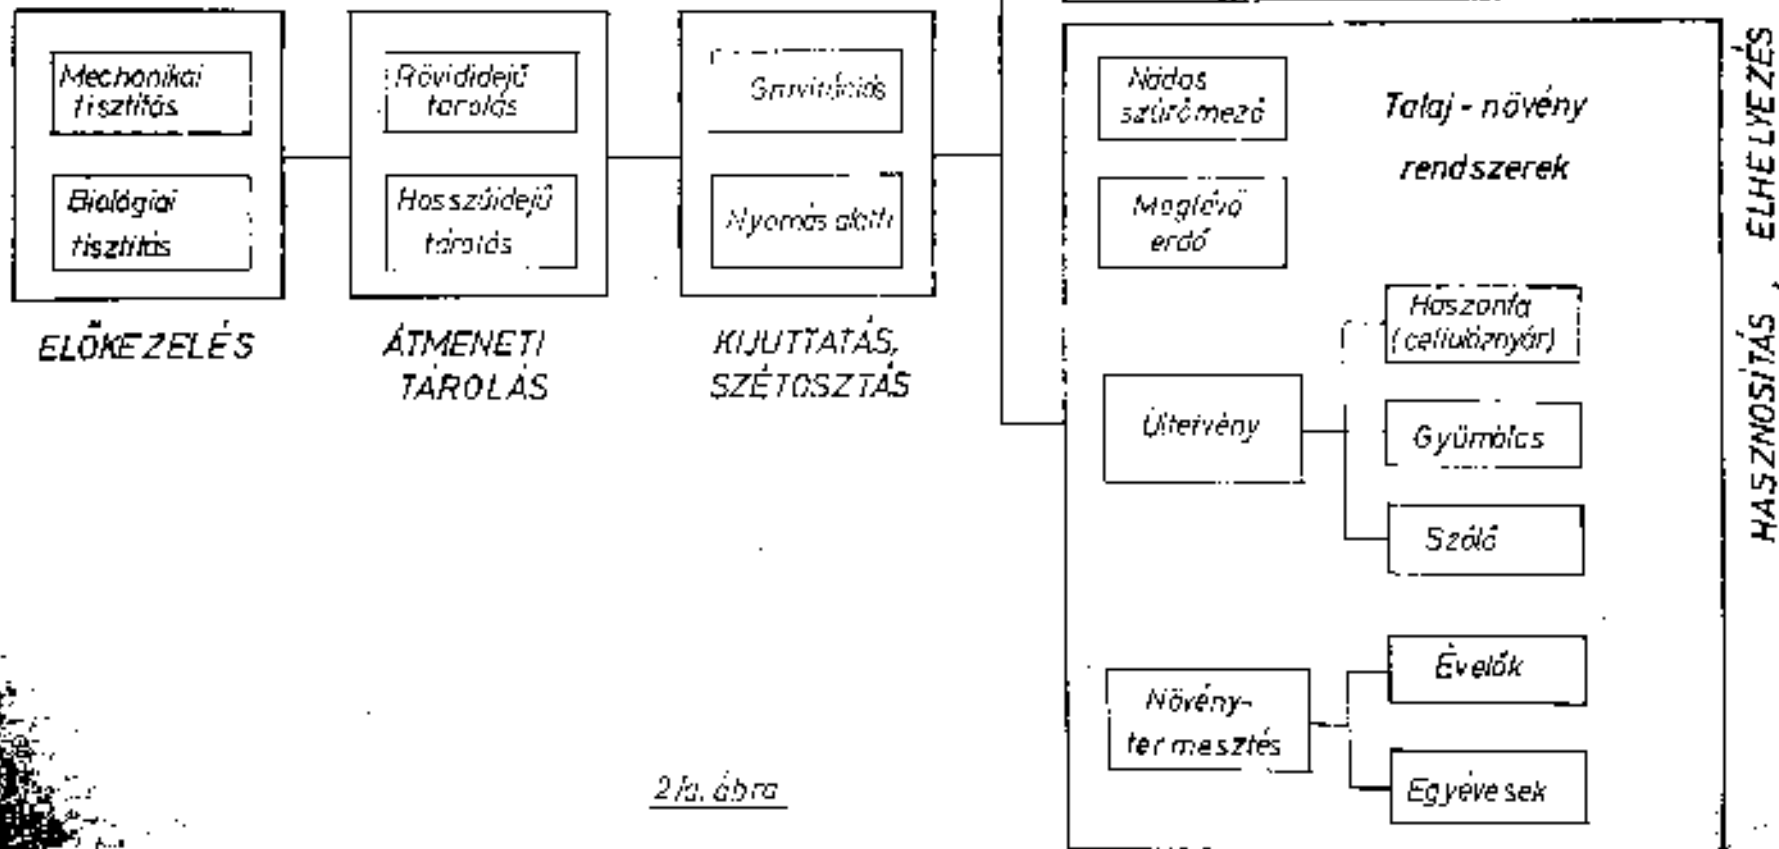 Mechanikai
tisztítás
Biológiai
tisztítás
ELŐKEZELÉS
Rövididejű
tárolás
Hosszúidejű
tárolás
ÁTMENETI
TÁROLÁS
Gravitációs
Nyomás alatti
KIJUTTATÁS,
SZÉTOSZTÁS
Nádas
szűrőmező
Meglévő
erdő
Talaj - növény
rendszerek
Ültetvény
Haszonfa
(cellulóznyár)
Gyümölcs
Szőlő
Növény-
termesztés
Évelők
Egyévesek
HASZNOSÍTÁS, ELHELYEZÉS
2/a. ábra